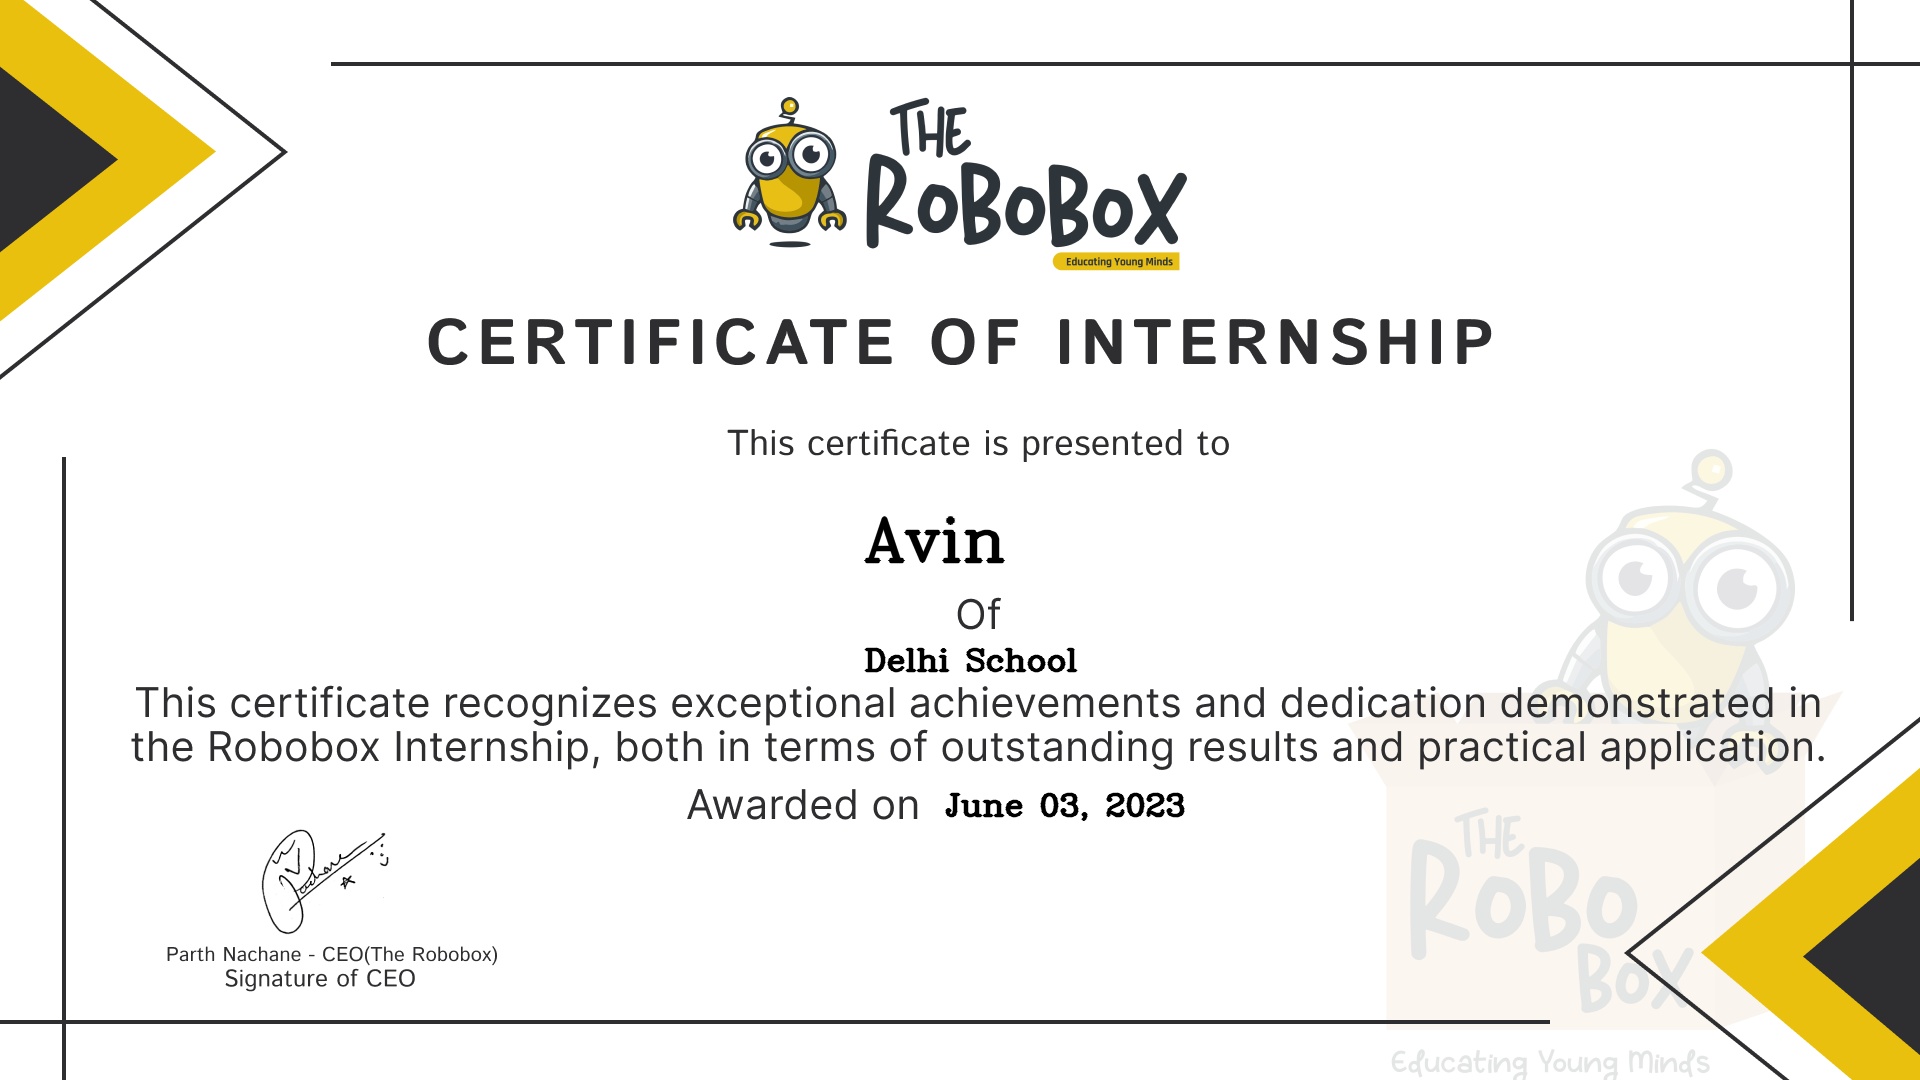 THE
ROBOBOX
Educating Young Minds
CERTIFICATE OF INTERNSHIP
This certificate is presented to
Avin
Of
Delhi School
This certificate recognizes exceptional achievements and dedication demonstrated in
the Robobox Internship, both in terms of outstanding results and practical application.
Awarded on June 03, 2023
Parth Nachane - CEO(The Robobox)
Signature of CEO
THE
ROBO
BOX
Educating Young Minds